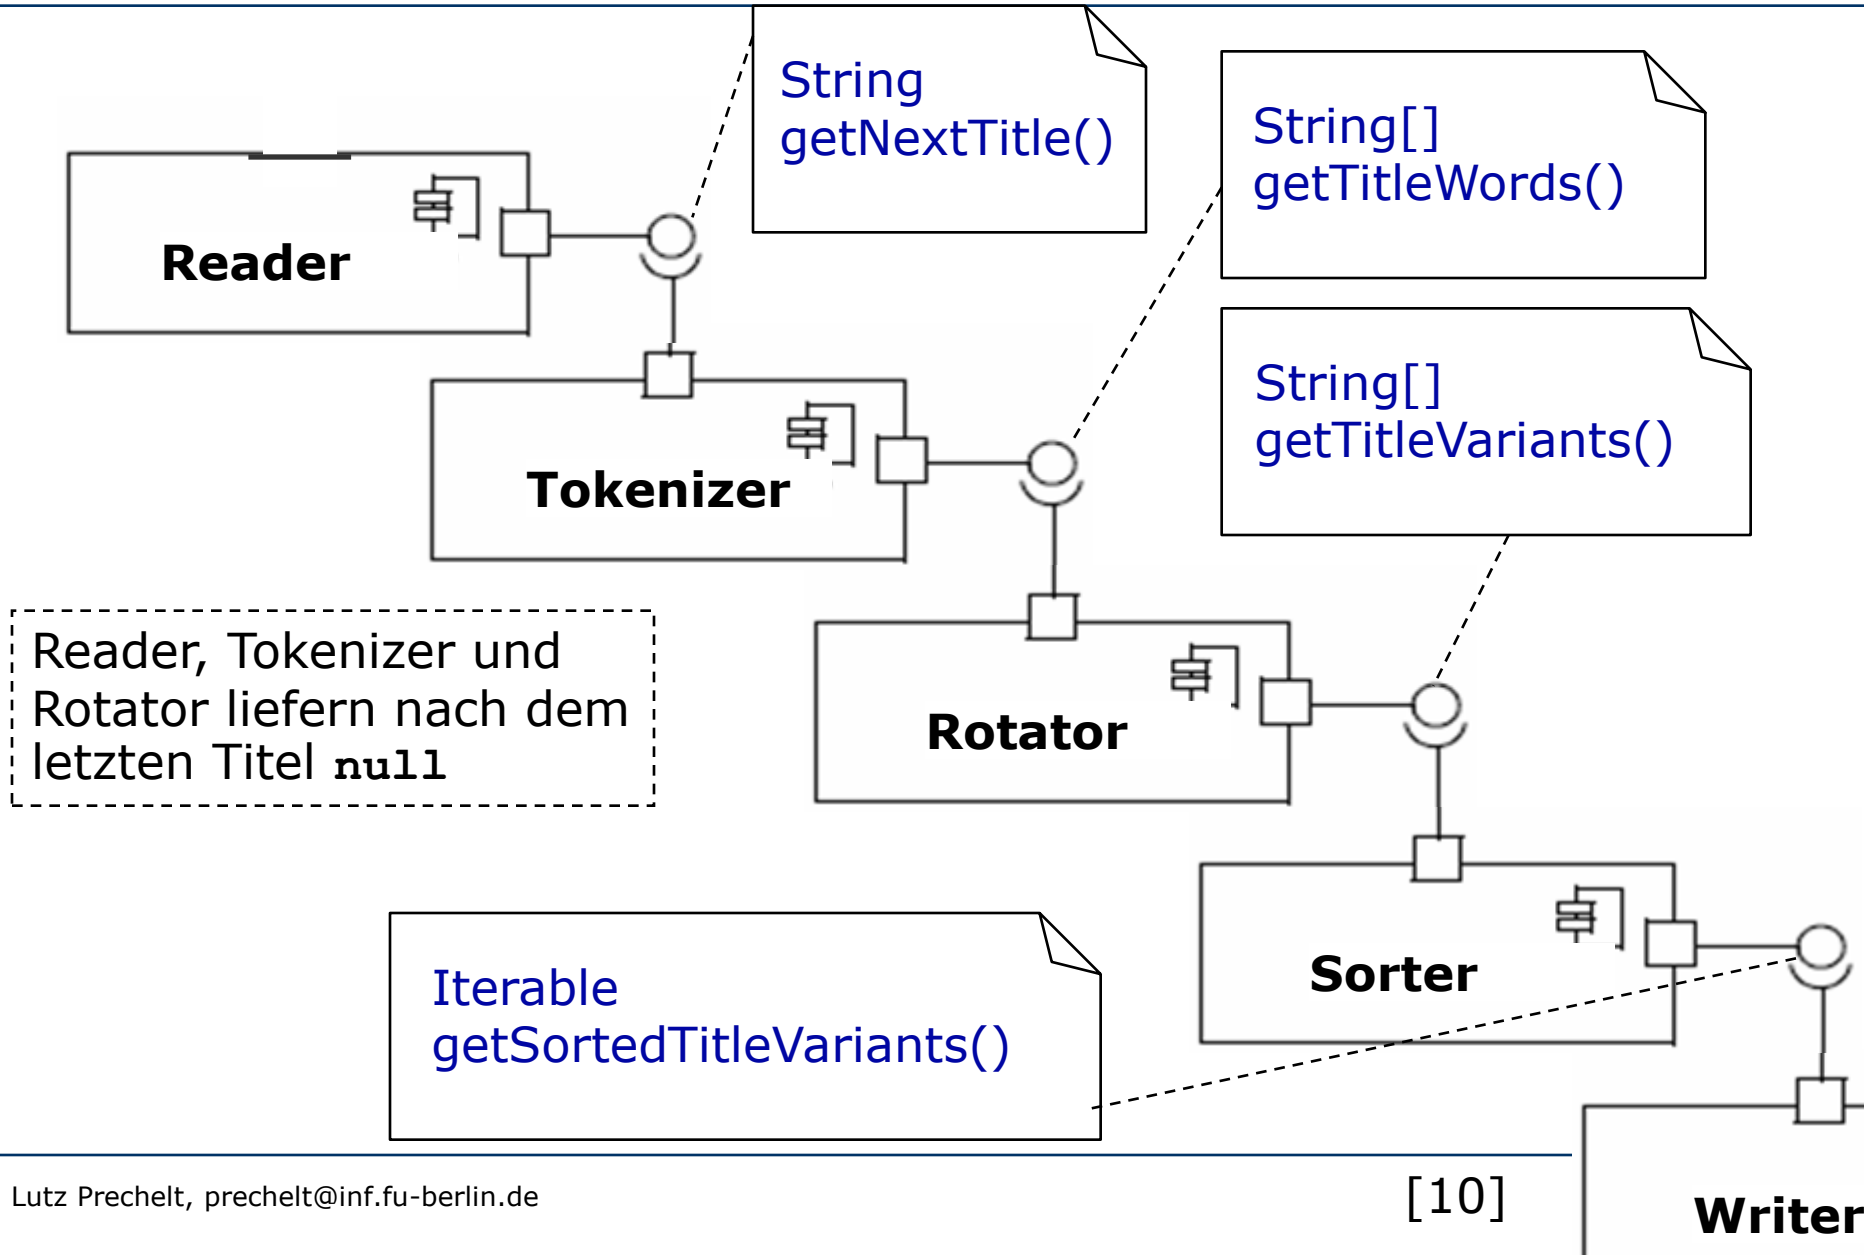 String
getNextTitle()
String[]
getTitleWords()
Reader
String[]
getTitleVariants()
Tokenizer
Reader, Tokenizer und
Rotator liefern nach dem
letzten Titel null
Rotator
Iterable
getSortedTitleVariants()
Sorter
Lutz Prechelt, prechelt@inf.fu-berlin.de
[10]
Writer